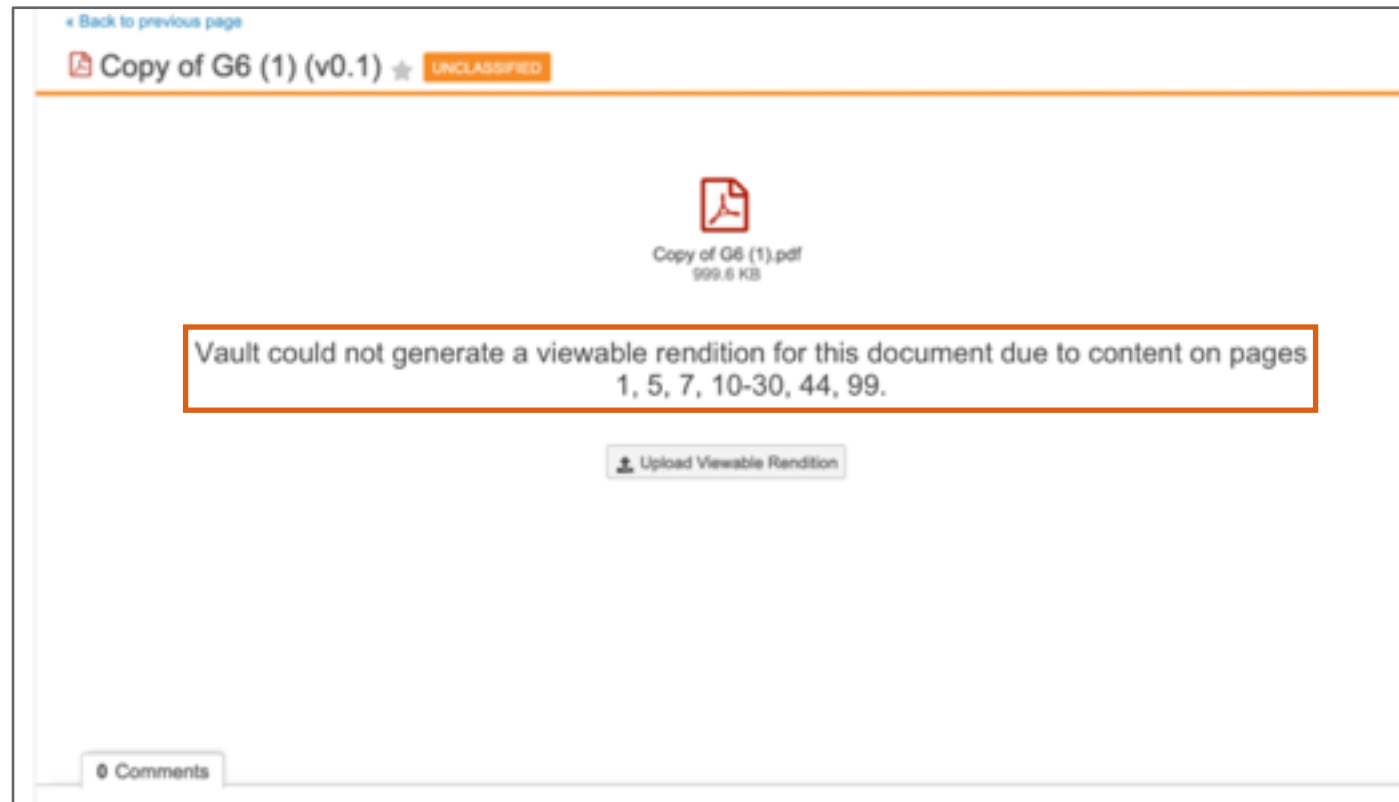 « Back to previous page
Copy of G6 (1) (v0.1) UNCLASSIFIED
Copy of G6 (1).pdf
999.6 KB
Vault could not generate a viewable rendition for this document due to content on pages
1, 5, 7, 10-30, 44, 99.
Upload Viewable Rendition
0 Comments